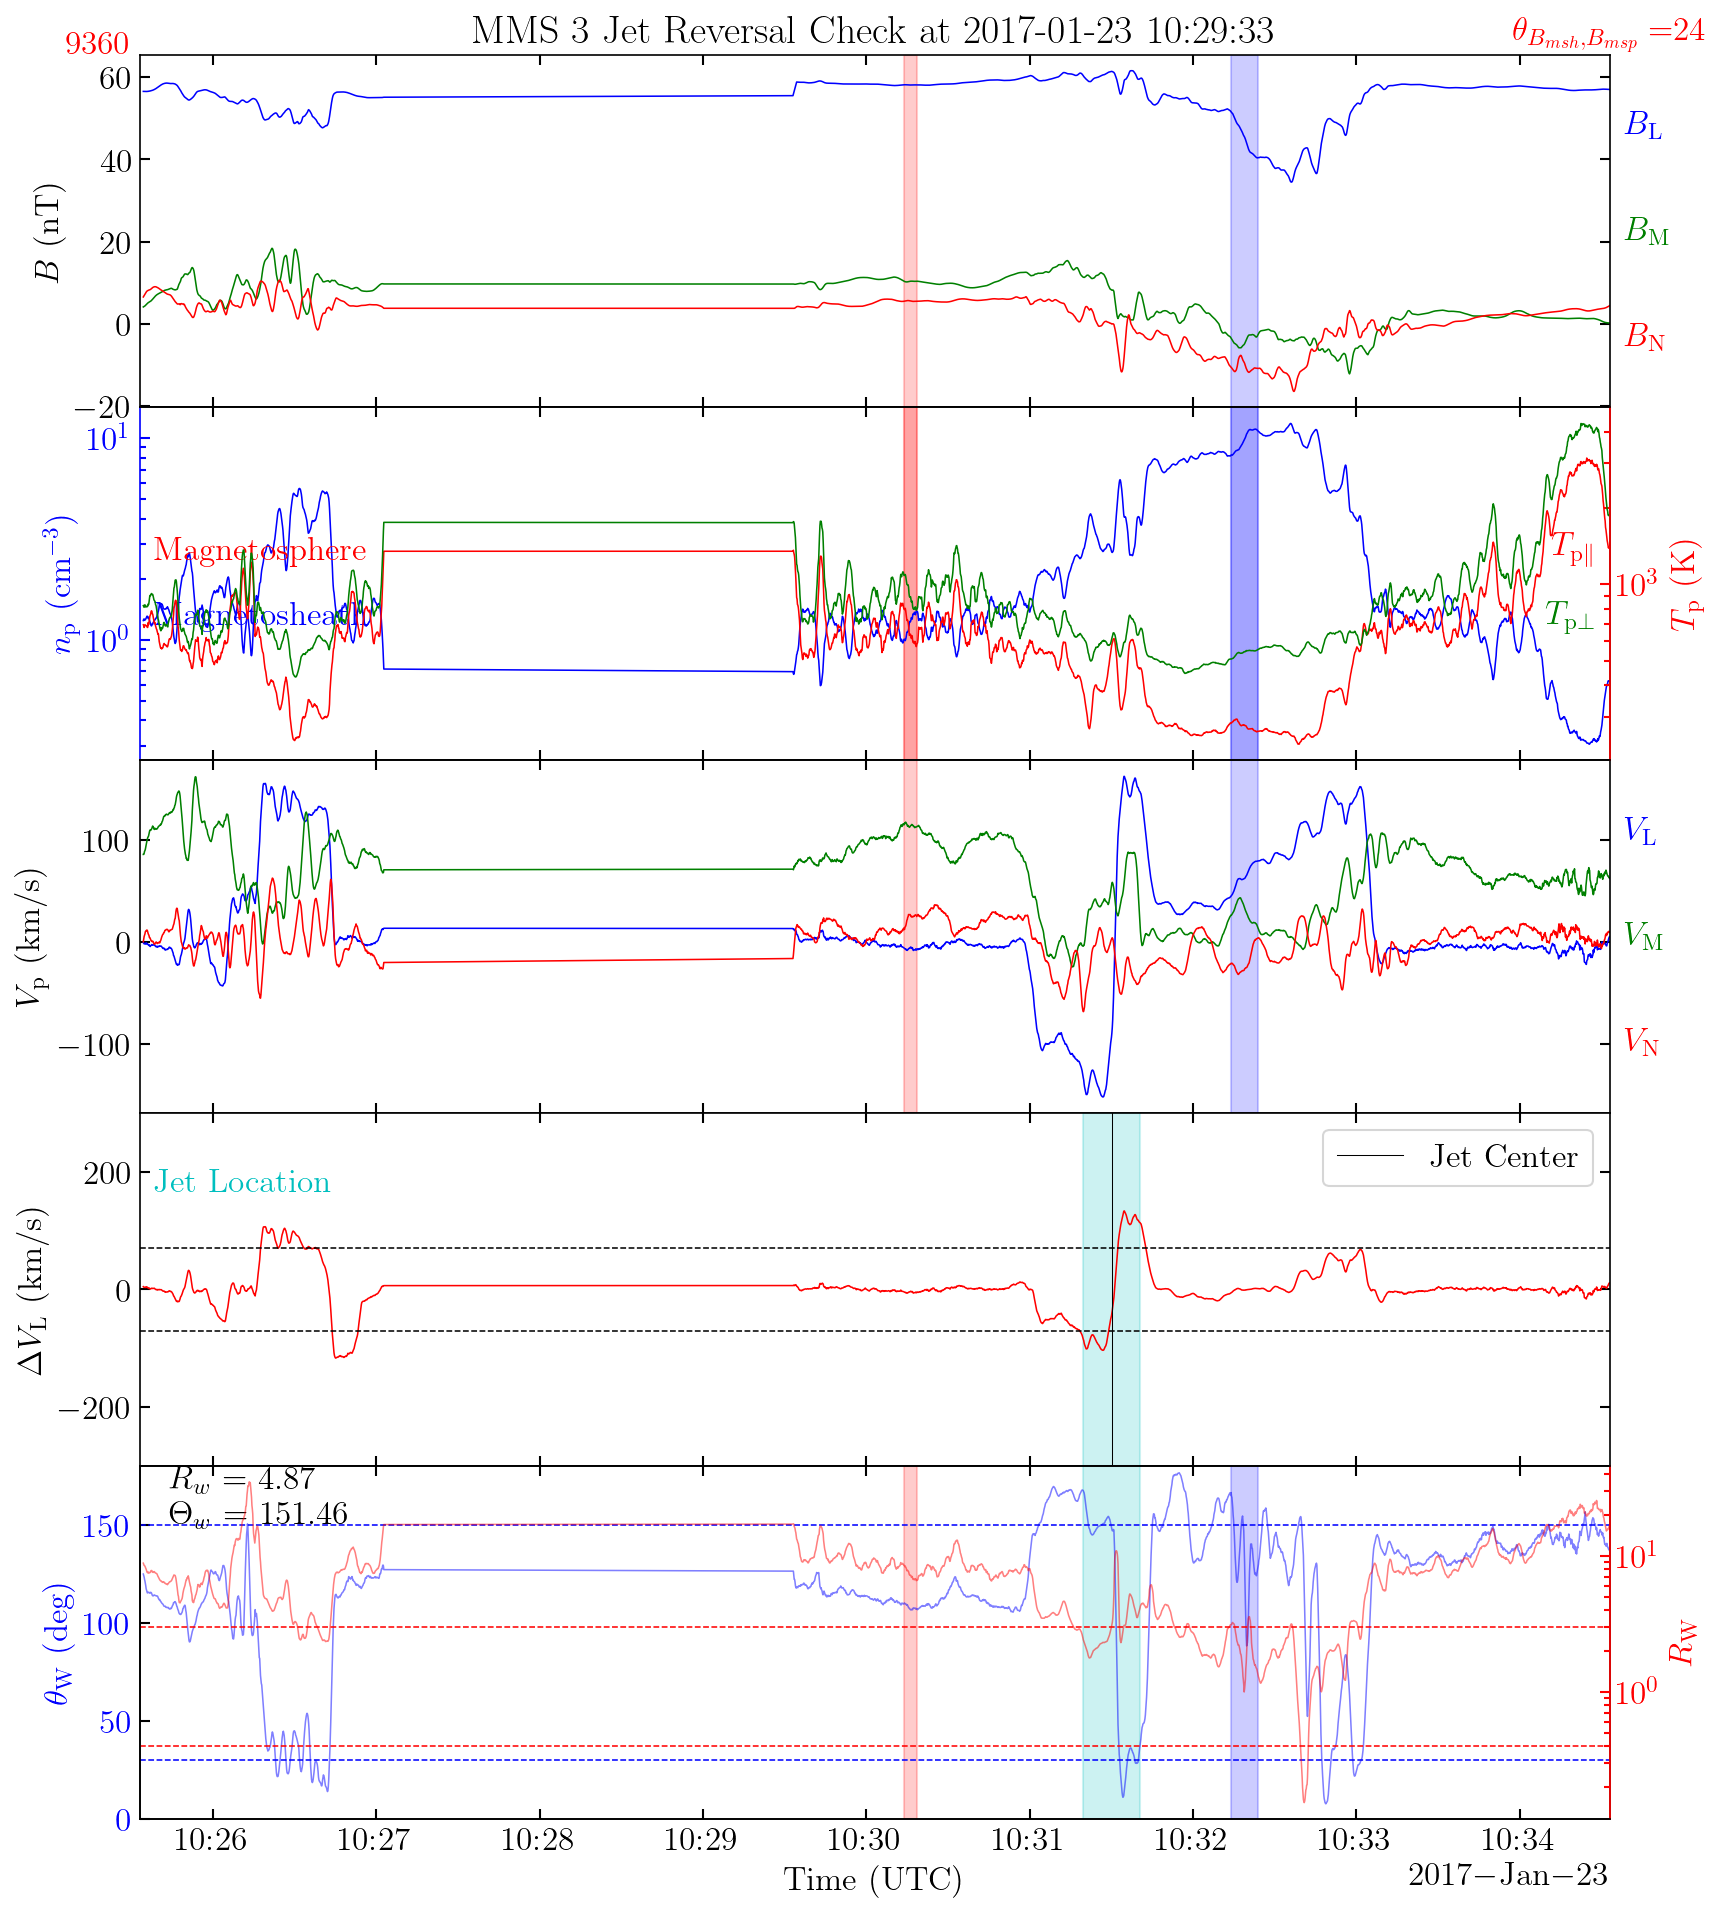 MMS 3 Jet Reversal Check at 2017-01-23 10:29:33
9360
θ_{B_{msh},B_{msp}} =24
60
40
20
0
−20
B (nT)
B_L
B_M
B_N
10^1
10^0
n_p (cm^{−3})
Magnetosphere
Magnetosheath
T_{p∥}
T_{p⊥}
10^3
T_p (K)
100
0
−100
V_p (km/s)
V_L
V_M
V_N
200
0
−200
ΔV_L (km/s)
Jet Location
Jet Center
R_w = 4.87
Θ_w = 151.46
150
100
50
0
θ_W (deg)
10^1
10^0
R_W
10:26 10:27 10:28 10:29 10:30 10:31 10:32 10:33 10:34
Time (UTC)
2017−Jan−23